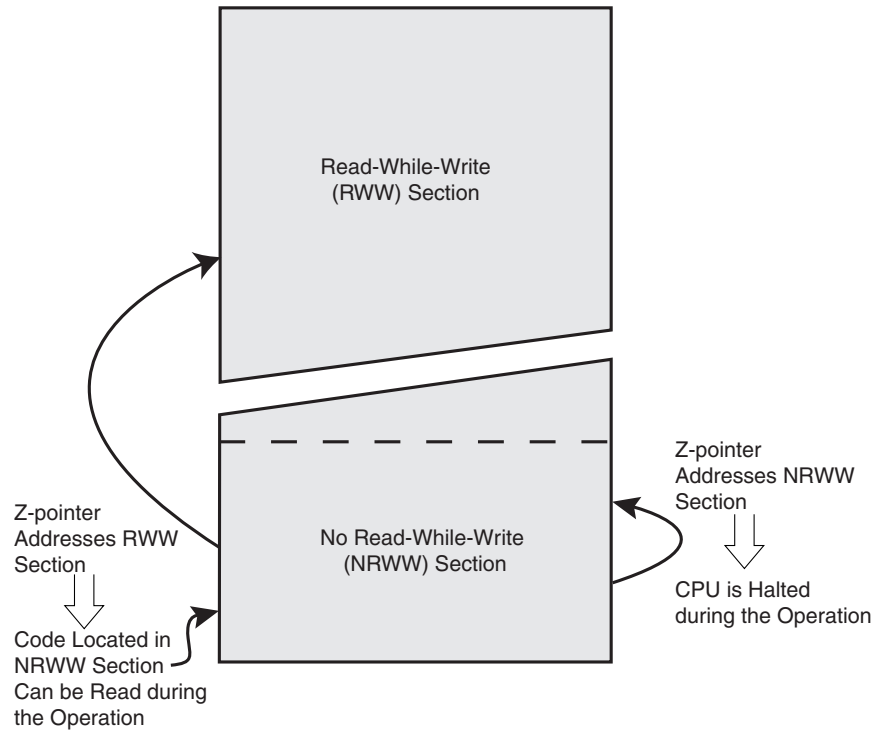 Read-While-Write
(RWW) Section
Z-pointer
Addresses RWW
Section
Code Located in
NRWW Section
Can be Read during
the Operation
No Read-While-Write
(NRWW) Section
Z-pointer
Addresses NRWW
Section
CPU is Halted
during the Operation